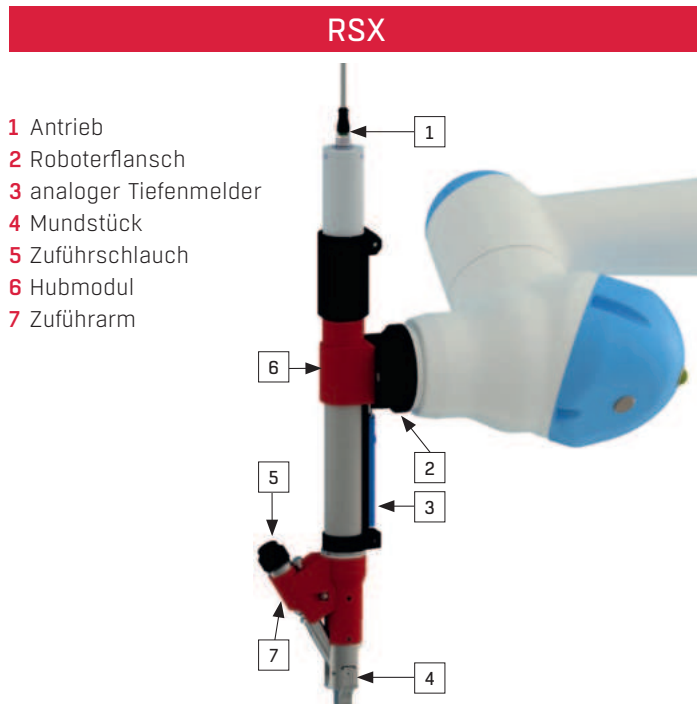 RSX
1 Antrieb
2 Roboterflansch
3 analoger Tiefenmelder
4 Mundstück
5 Zuführschlauch
6 Hubmodul
7 Zuführarm
1
6
2
5
3
7
4